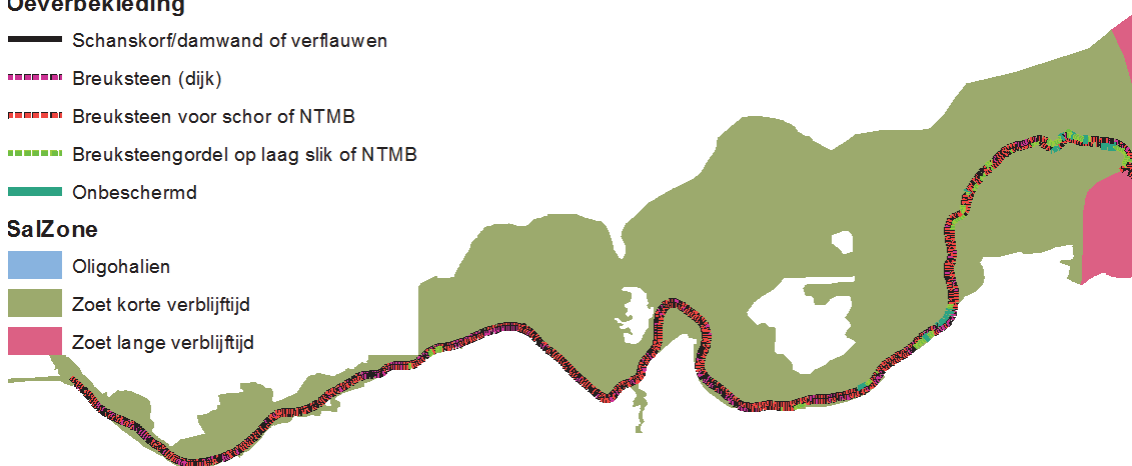 Oeverbekleding
Schanskorf/damwand of verflauwen
Breuksteen (dijk)
Breuksteen voor schor of NTMB
Breuksteengordel op laag slik of NTMB
Onbeschermd
SalZone
Oligohalien
Zoet korte verblijftijd
Zoet lange verblijftijd